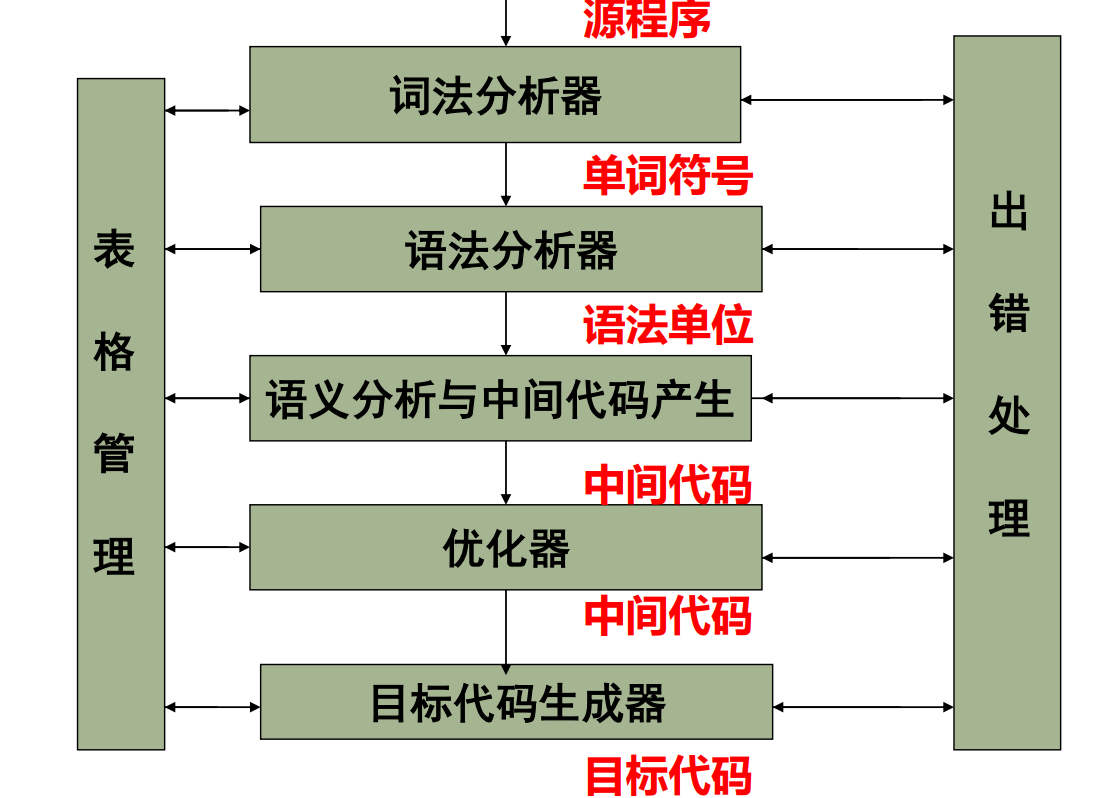 源程序
词法分析器
单词符号
语法分析器
语法单位
语义分析与中间代码产生
中间代码
优化器
中间代码
目标代码生成器
目标代码
表
格
管
理
出
错
处
理